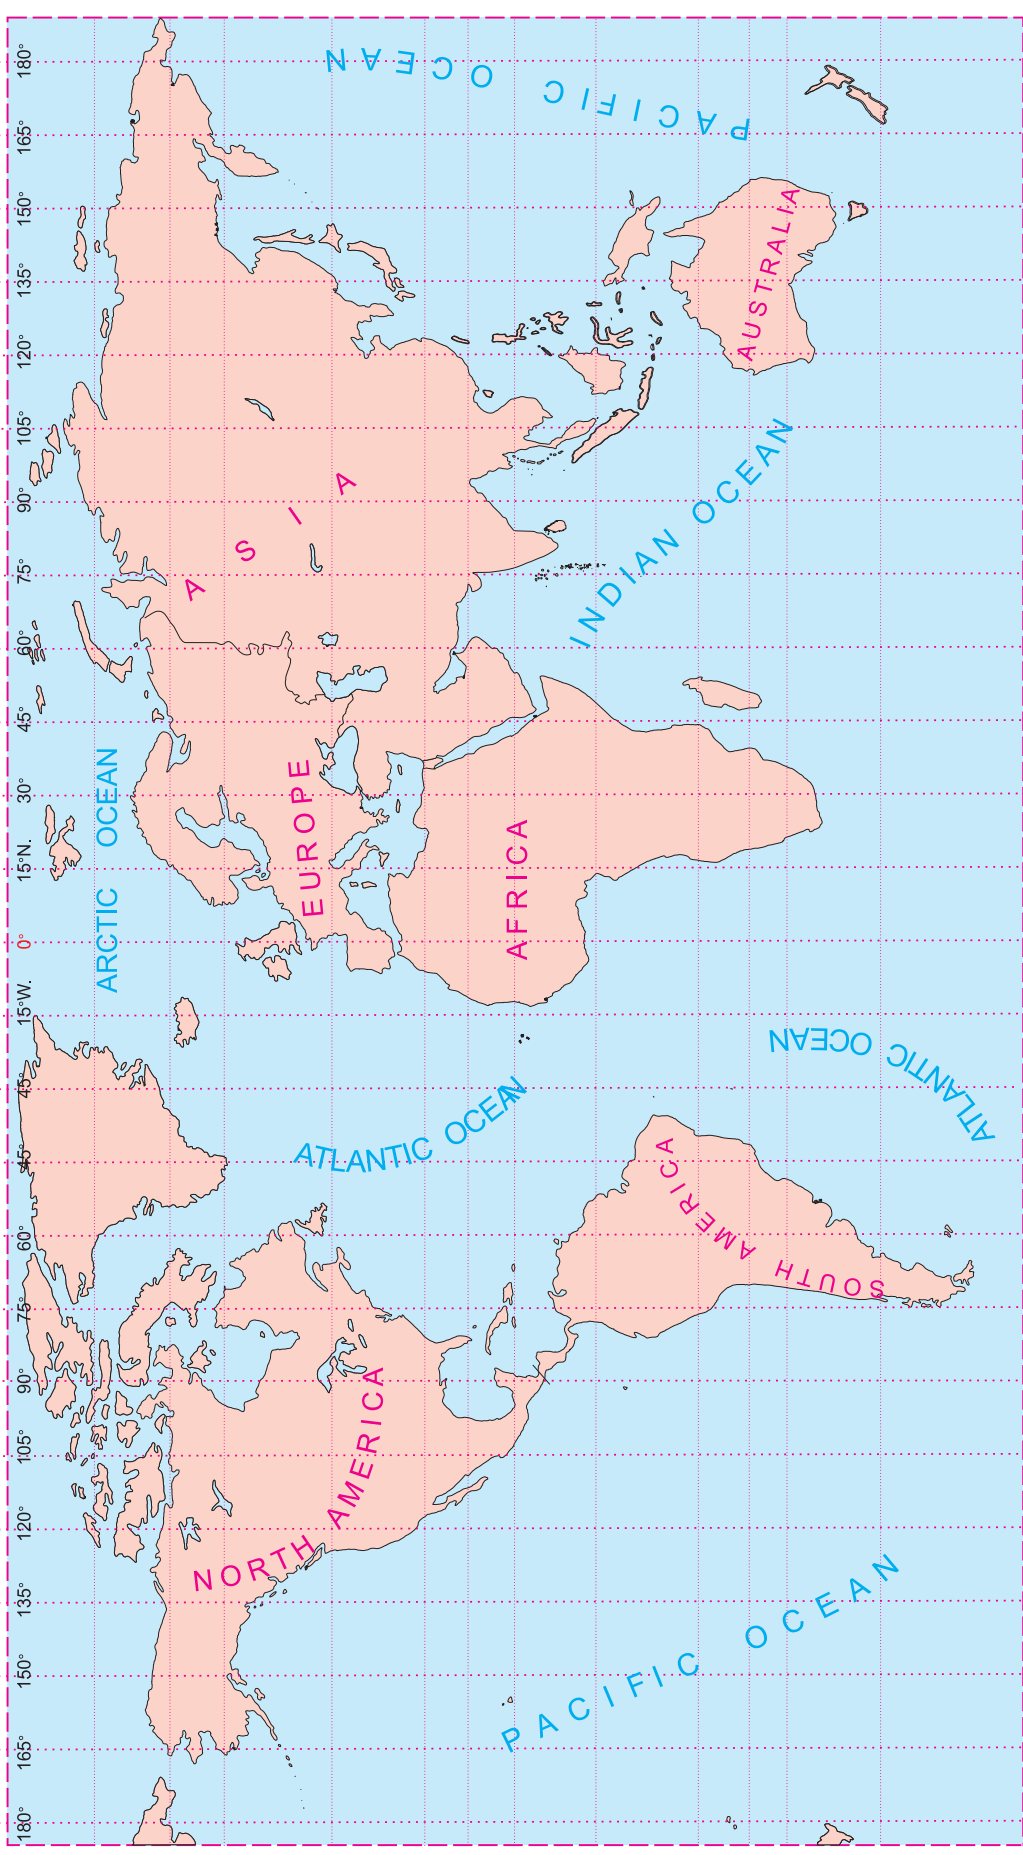 180°
165°
150°
135°
120°
105°
90°
75°
60°
45°
45°
15°W.
0°
15°N.
30°
45°
60°
75°
90°
105°
120°
135°
150°
165°
180°
ARCTIC OCEAN
NORTH AMERICA
EUROPE
ASIA
PACIFIC OCEAN
ATLANTIC OCEAN
AFRICA
PACIFIC OCEAN
SOUTH AMERICA
INDIAN OCEAN
AUSTRALIA
ATLANTIC OCEAN